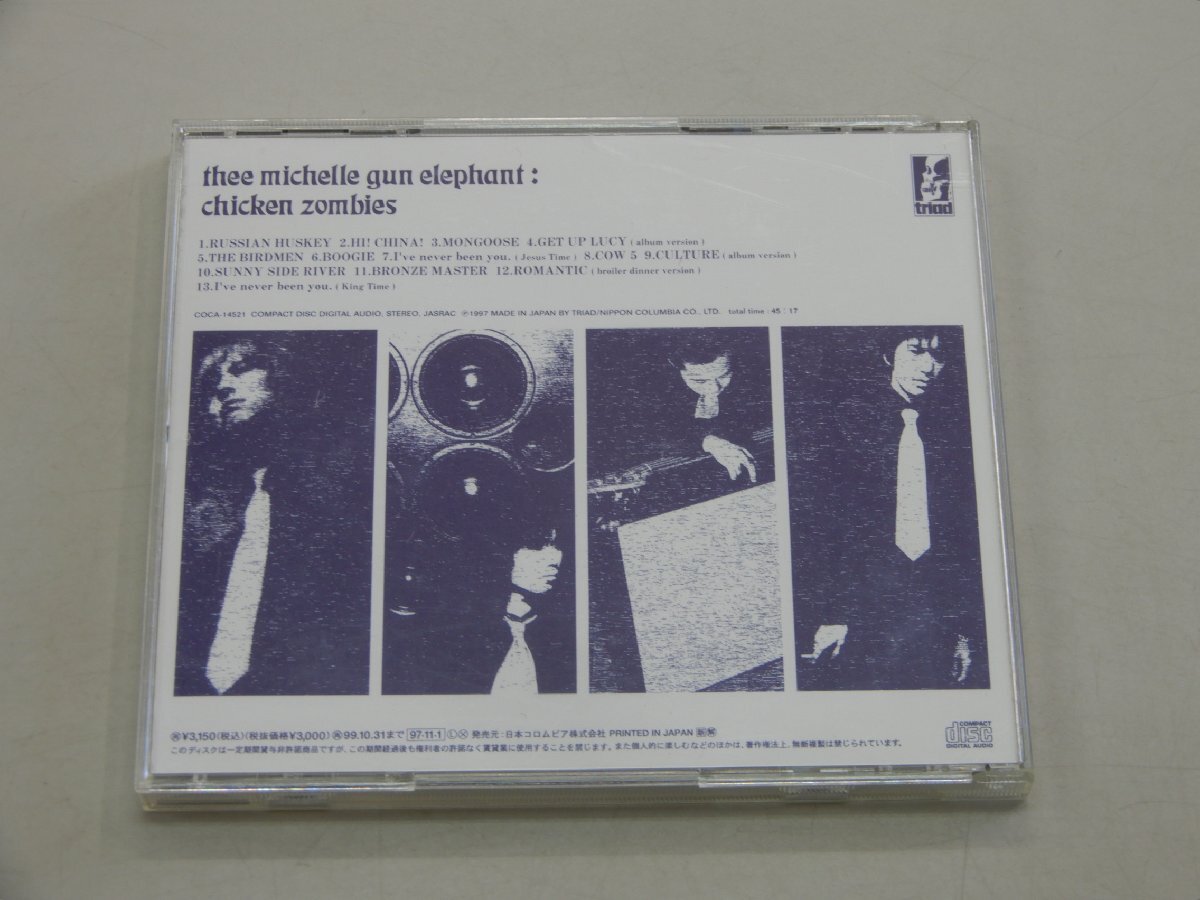 thee michelle gun elephant :
chicken zombies
triad
1.RUSSIAN HUSKEY 2.HI! CHINA! 3.MONGOOSE 4.GET UP LUCY ( album version )
5.THE BIRDMEN 6.BOOGIE 7.I've never been you. ( Jesus Time ) 8.COW 5 9.CULTURE ( album version )
10.SUNNY SIDE RIVER 11.BRONZE MASTER 12.ROMANTIC ( broiler dinner version )
13.I've never been you. ( King Time )
COCA-14521 COMPACT DISC DIGITAL AUDIO, STEREO, JASRAC ℗1997 MADE IN JAPAN BY TRIAD/NIPPON COLUMBIA CO., LTD. total time : 45 : 17
㋐¥3,150(税込)(税抜価格¥3,000) ㋐99.10.31まで 97・11・1 Ⓛ Ⓧ 発売元:日本コロムビア株式会社 PRINTED IN JAPAN
このディスクは一定期間貸与非許諾商品ですが、この期間経過後も権利者の許諾なく賃貸業に使用することを禁じます。また個人的に楽しむなどのほかは、著作権法上、無断複製は禁じられています。
COMPACT
disc
DIGITAL AUDIO